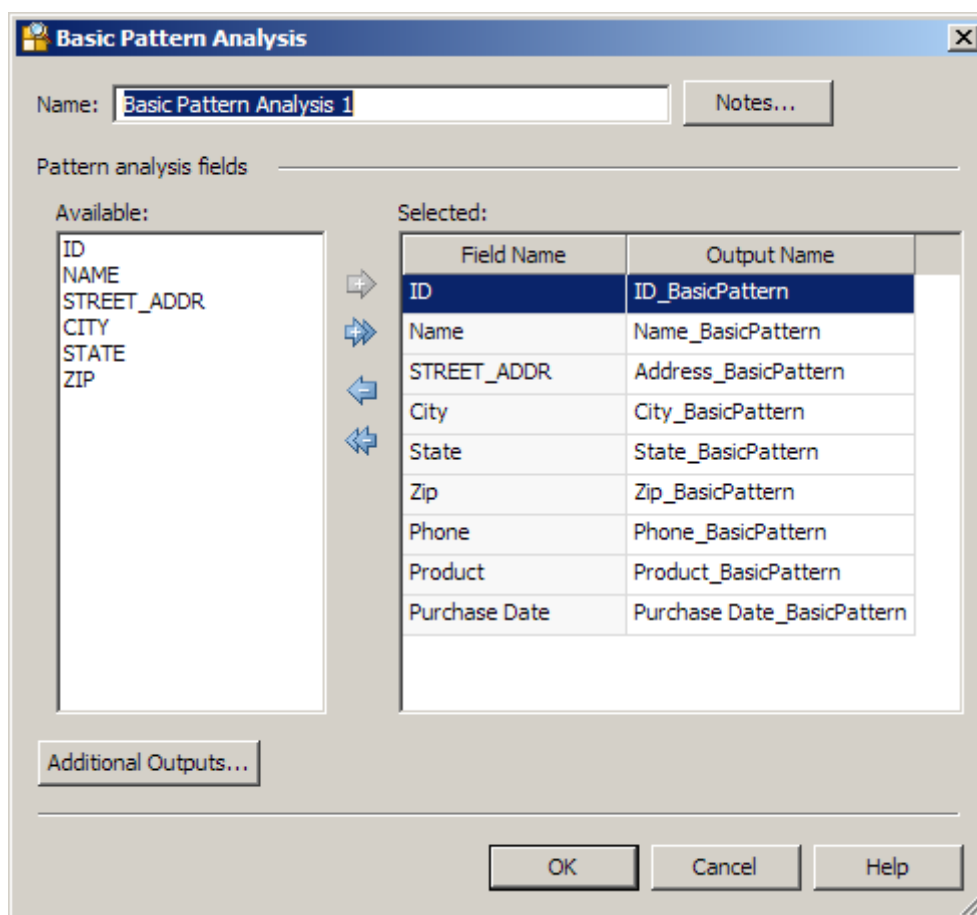 Basic Pattern Analysis
Name: Basic Pattern Analysis 1 Notes...
Pattern analysis fields
Available:
ID
NAME
STREET_ADDR
CITY
STATE
ZIP
Selected:
Field Name Output Name
ID ID_BasicPattern
Name Name_BasicPattern
STREET_ADDR Address_BasicPattern
City City_BasicPattern
State State_BasicPattern
Zip Zip_BasicPattern
Phone Phone_BasicPattern
Product Product_BasicPattern
Purchase Date Purchase Date_BasicPattern
Additional Outputs...
OK Cancel Help